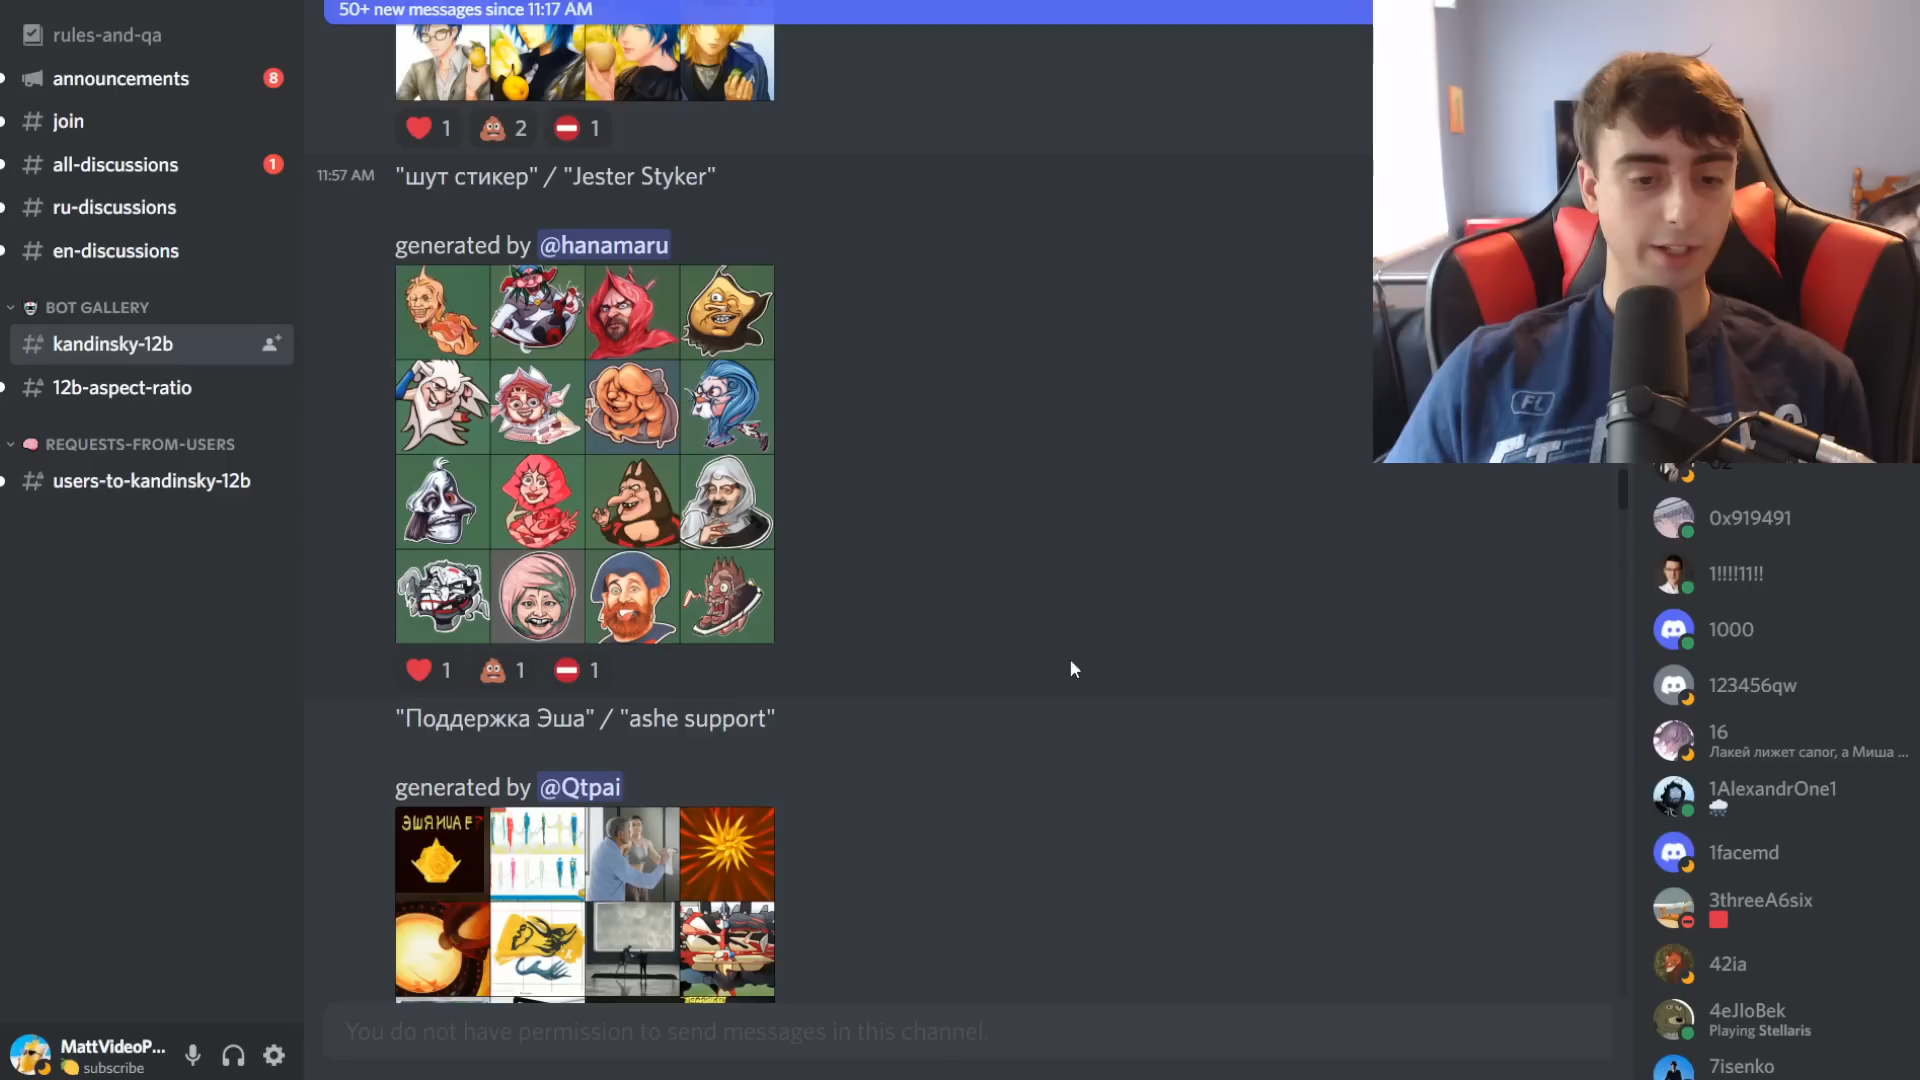 50+ new messages since 11:17 AM
rules-and-qa
announcements
8
join
all-discussions
1
ru-discussions
en-discussions
BOT GALLERY
kandinsky-12b
12b-aspect-ratio
REQUESTS-FROM-USERS
users-to-kandinsky-12b
MattVideoP...
subscribe
1
2
1
11:57 AM
"шут стикер" / "Jester Styker"
generated by @hanamaru
1
1
1
"Поддержка Эша" / "ashe support"
generated by @Qtpai
You do not have permission to send messages in this channel.
FL
0x919491
1!!!!11!!
1000
123456qw
16
Лакей лижет сапог, а Миша ...
1AlexandrOne1
1facemd
3threeA6six
42ia
4eJIoBek
Playing Stellaris
7isenko